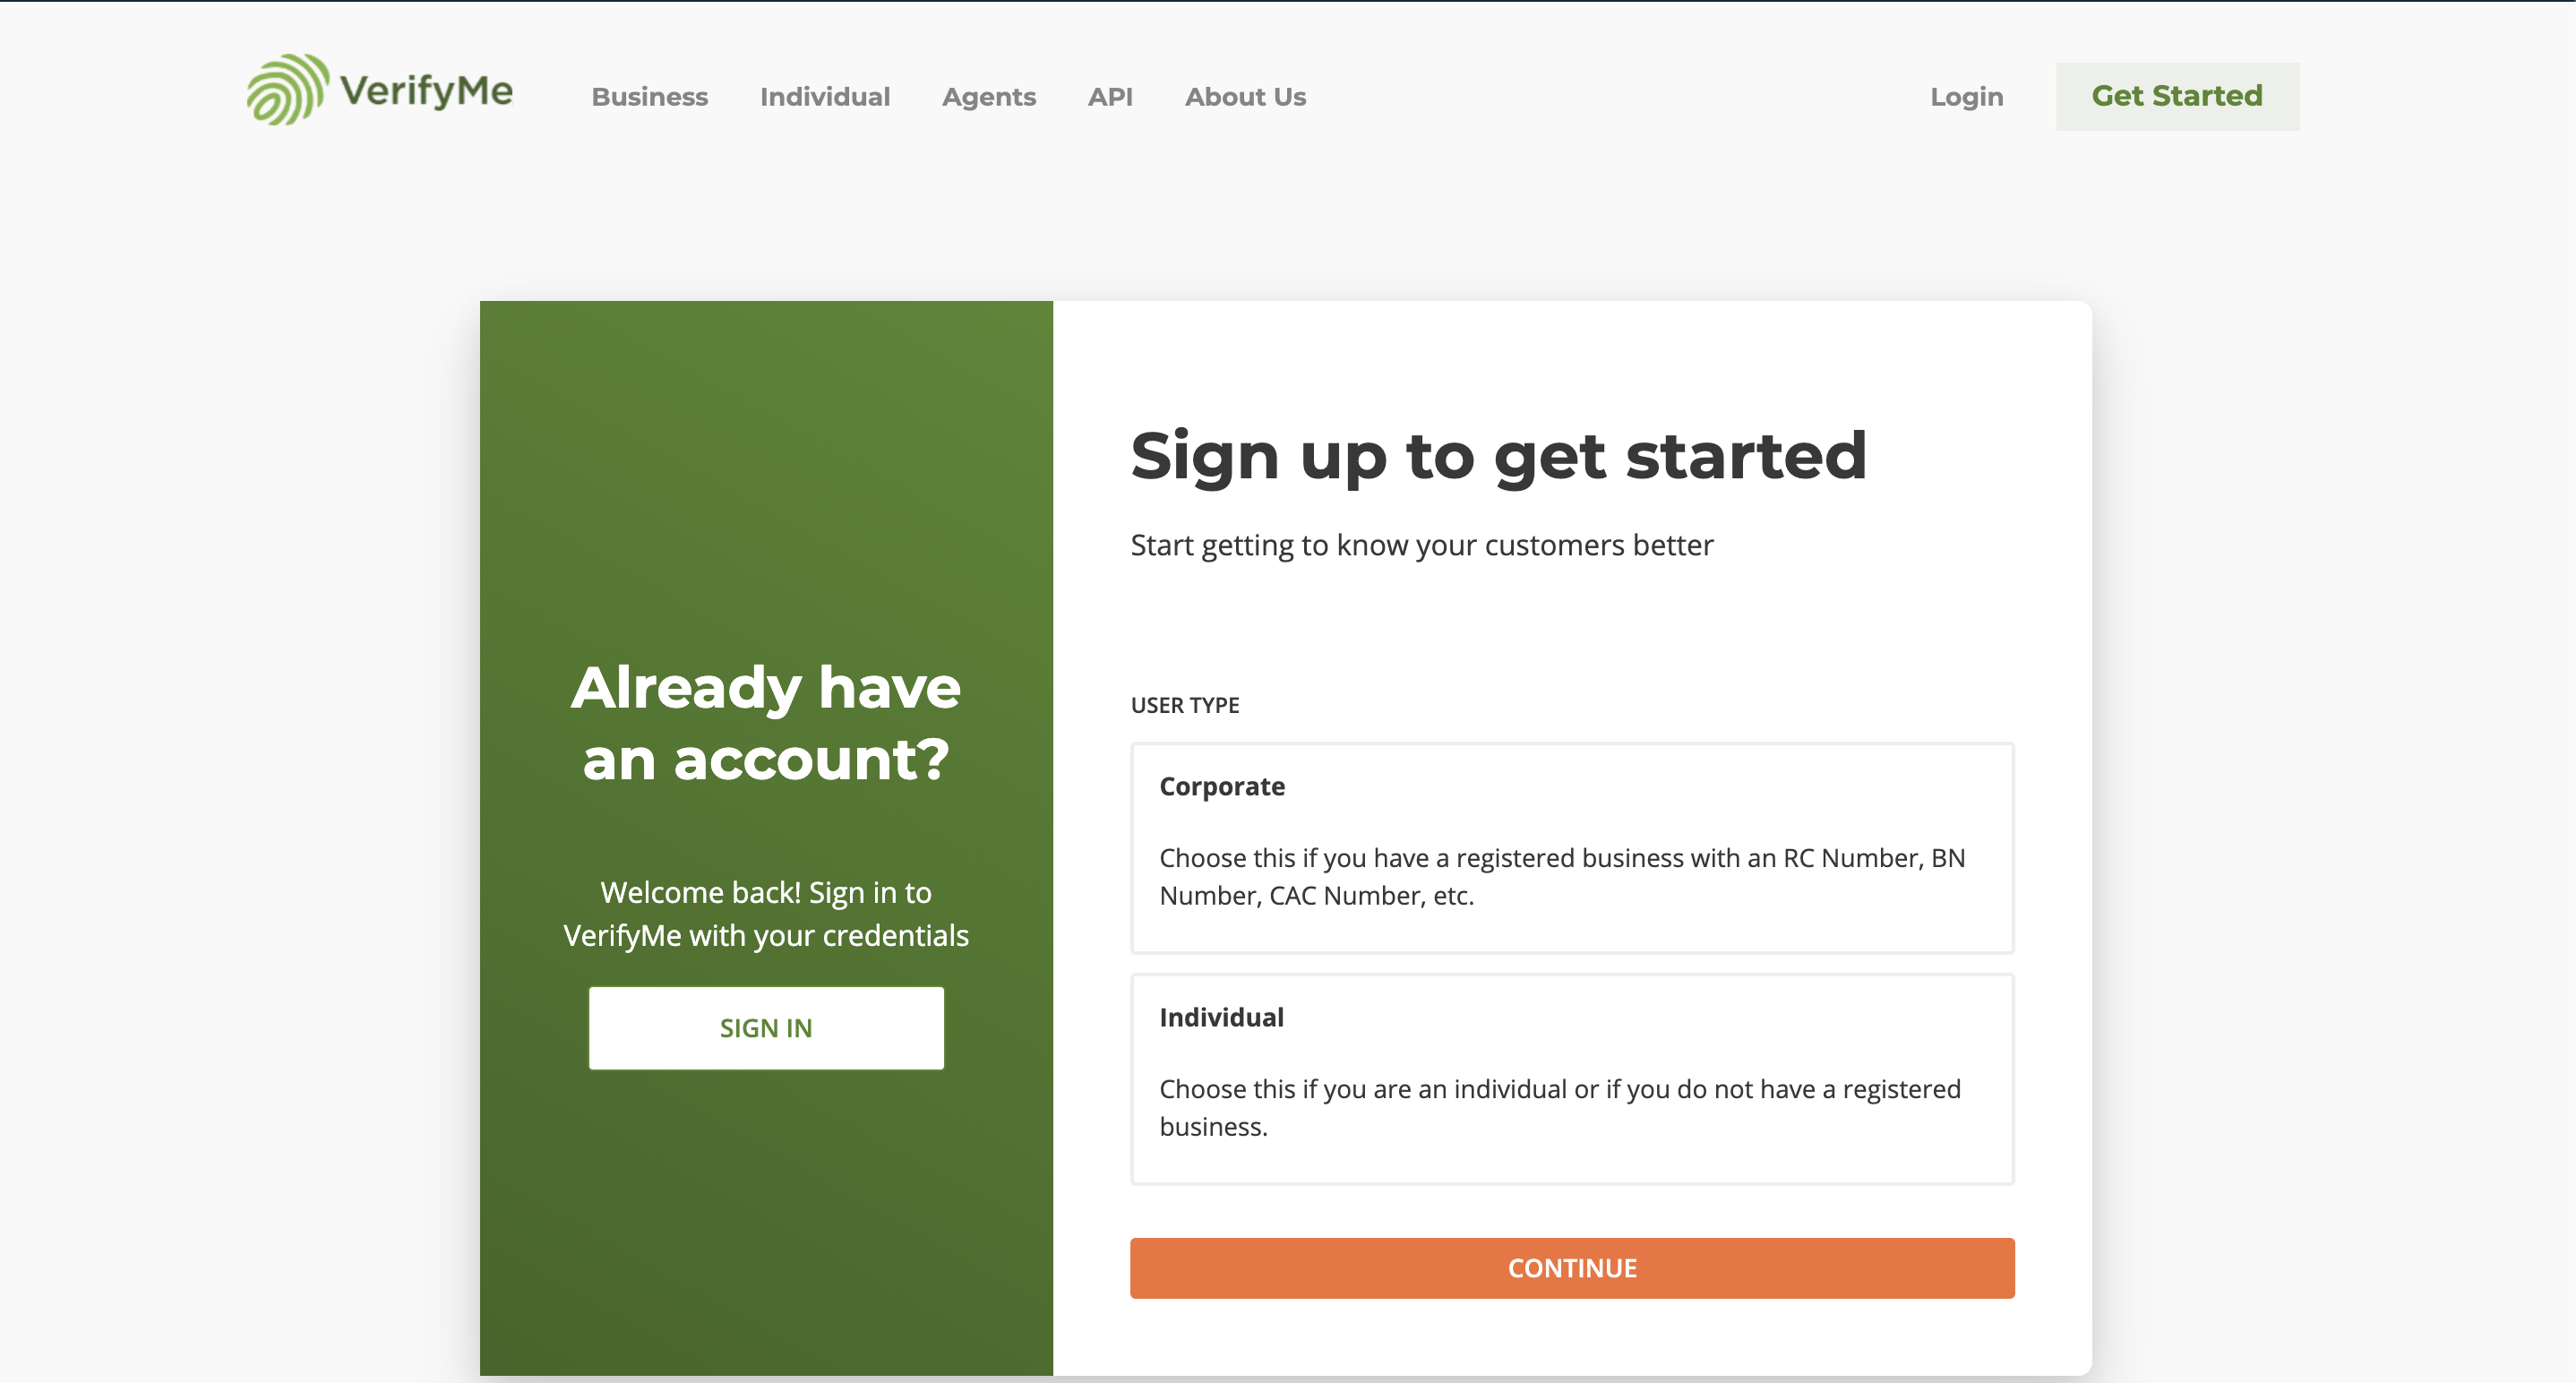 VerifyMe
Business
Individual
Agents
API
About Us
Login
Get Started
Already have
an account?
Welcome back! Sign in to
VerifyMe with your credentials
SIGN IN
Sign up to get started
Start getting to know your customers better
USER TYPE
Corporate
Choose this if you have a registered business with an RC Number, BN
Number, CAC Number, etc.
Individual
Choose this if you are an individual or if you do not have a registered
business.
CONTINUE